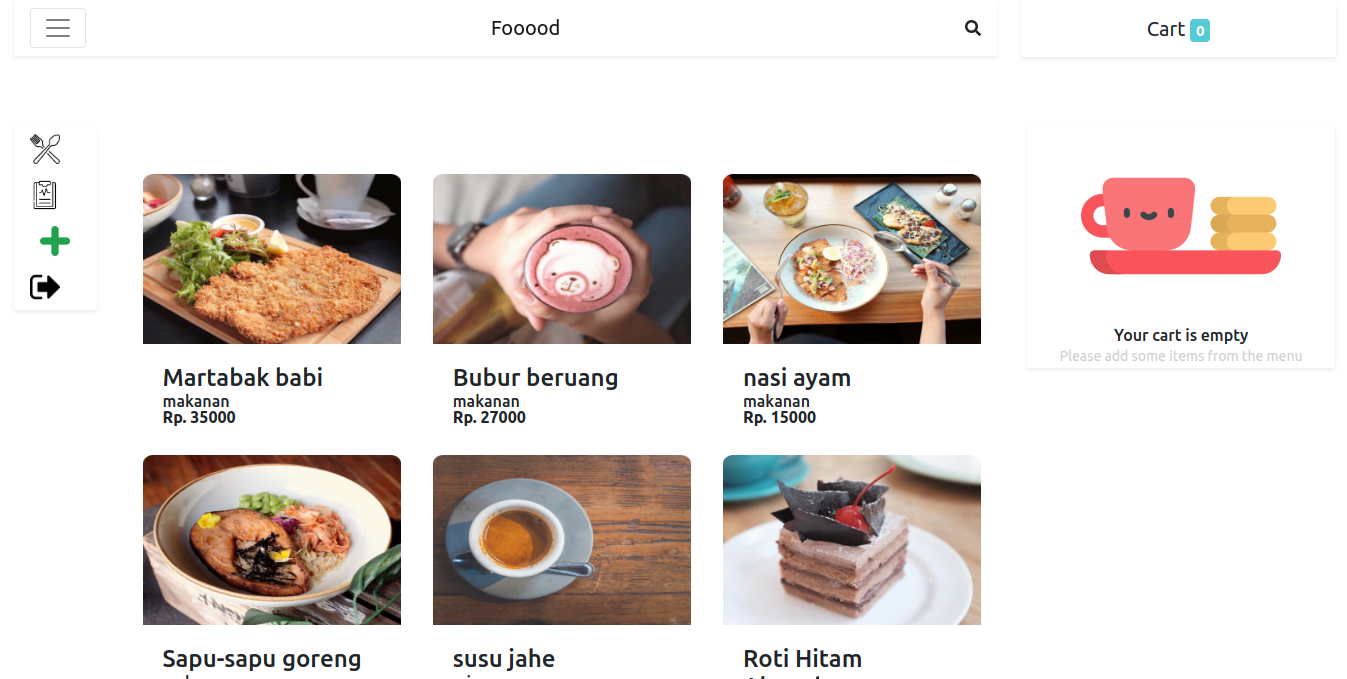 Fooood
Cart 0
Martabak babi
makanan
Rp. 35000
Bubur beruang
makanan
Rp. 27000
nasi ayam
makanan
Rp. 15000
Your cart is empty
Please add some items from the menu
Sapu-sapu goreng
susu jahe
Roti Hitam